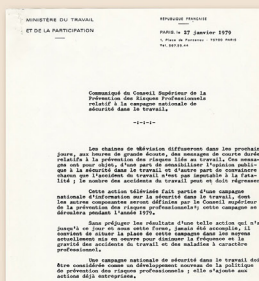 MINISTÈRE DU TRAVAIL
ET DE LA PARTICIPATION
RÉPUBLIQUE FRANÇAISE
PARIS, le 27 janvier 1979
1, Place de Fontenoy - 75700 PARIS
Tél. 567.55.44
Communiqué du Conseil Supérieur de la
Prévention des Risques Professionnels
relatif à la campagne nationale de
sécurité dans le travail.
-:-:-:-
Les chaines de télévision diffuseront dans les prochains
jours, aux heures de grande écoute, des messages de courte durée
relatifs à la prévention des risques liés au travail. Ces messa-
ges ont pour objet, d'une part de sensibiliser l'opinion publi-
que à la sécurité dans le travail et d'autre part de convaincre
chacun que l'accident du travail n'est pas imputable à la fata-
lité ; le nombre des accidents du travail peut et doit régresser
Cette action télévisée fait partie d'une campagne
nationale d'information sur la sécurité dans le travail, dont
les autres composantes seront définies par le Conseil supérieur
de la prévention des risques professionnels; cette campagne se
déroulera pendant l'année 1979.
Sans préjuger les résultats d'une telle action qui n'a
jusqu'à ce jour et sous cette forme, jamais été accomplie, il
convient de situer la place de cette campagne dans les moyens
actuellement mis en oeuvre pour diminuer la fréquence et la
gravité des accidents du travail et des maladies à caractère
professionnel.
Une campagne nationale de sécurité dans le travail doit
être considérée comme un développement nouveau de la politique
de prévention des risques professionnels ; elle s'ajoute aux
actions déjà entreprises.